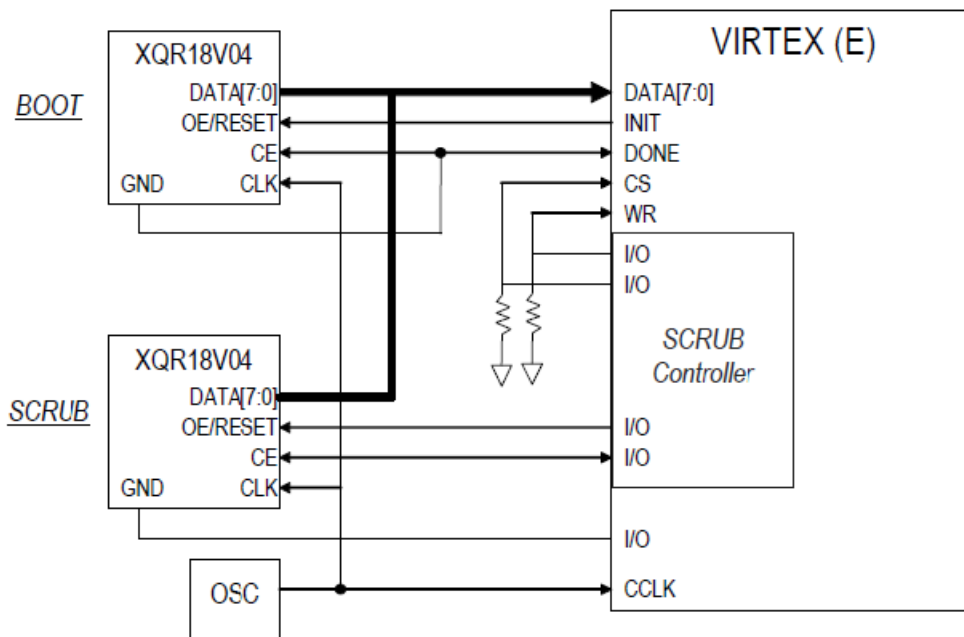 XQR18V04
BOOT
DATA[7:0]
OE/RESET
CE
GND
CLK
VIRTEX (E)
DATA[7:0]
INIT
DONE
CS
WR
I/O
I/O
SCRUB
Controller
I/O
I/O
I/O
CCLK
XQR18V04
SCRUB
DATA[7:0]
OE/RESET
CE
GND
CLK
OSC